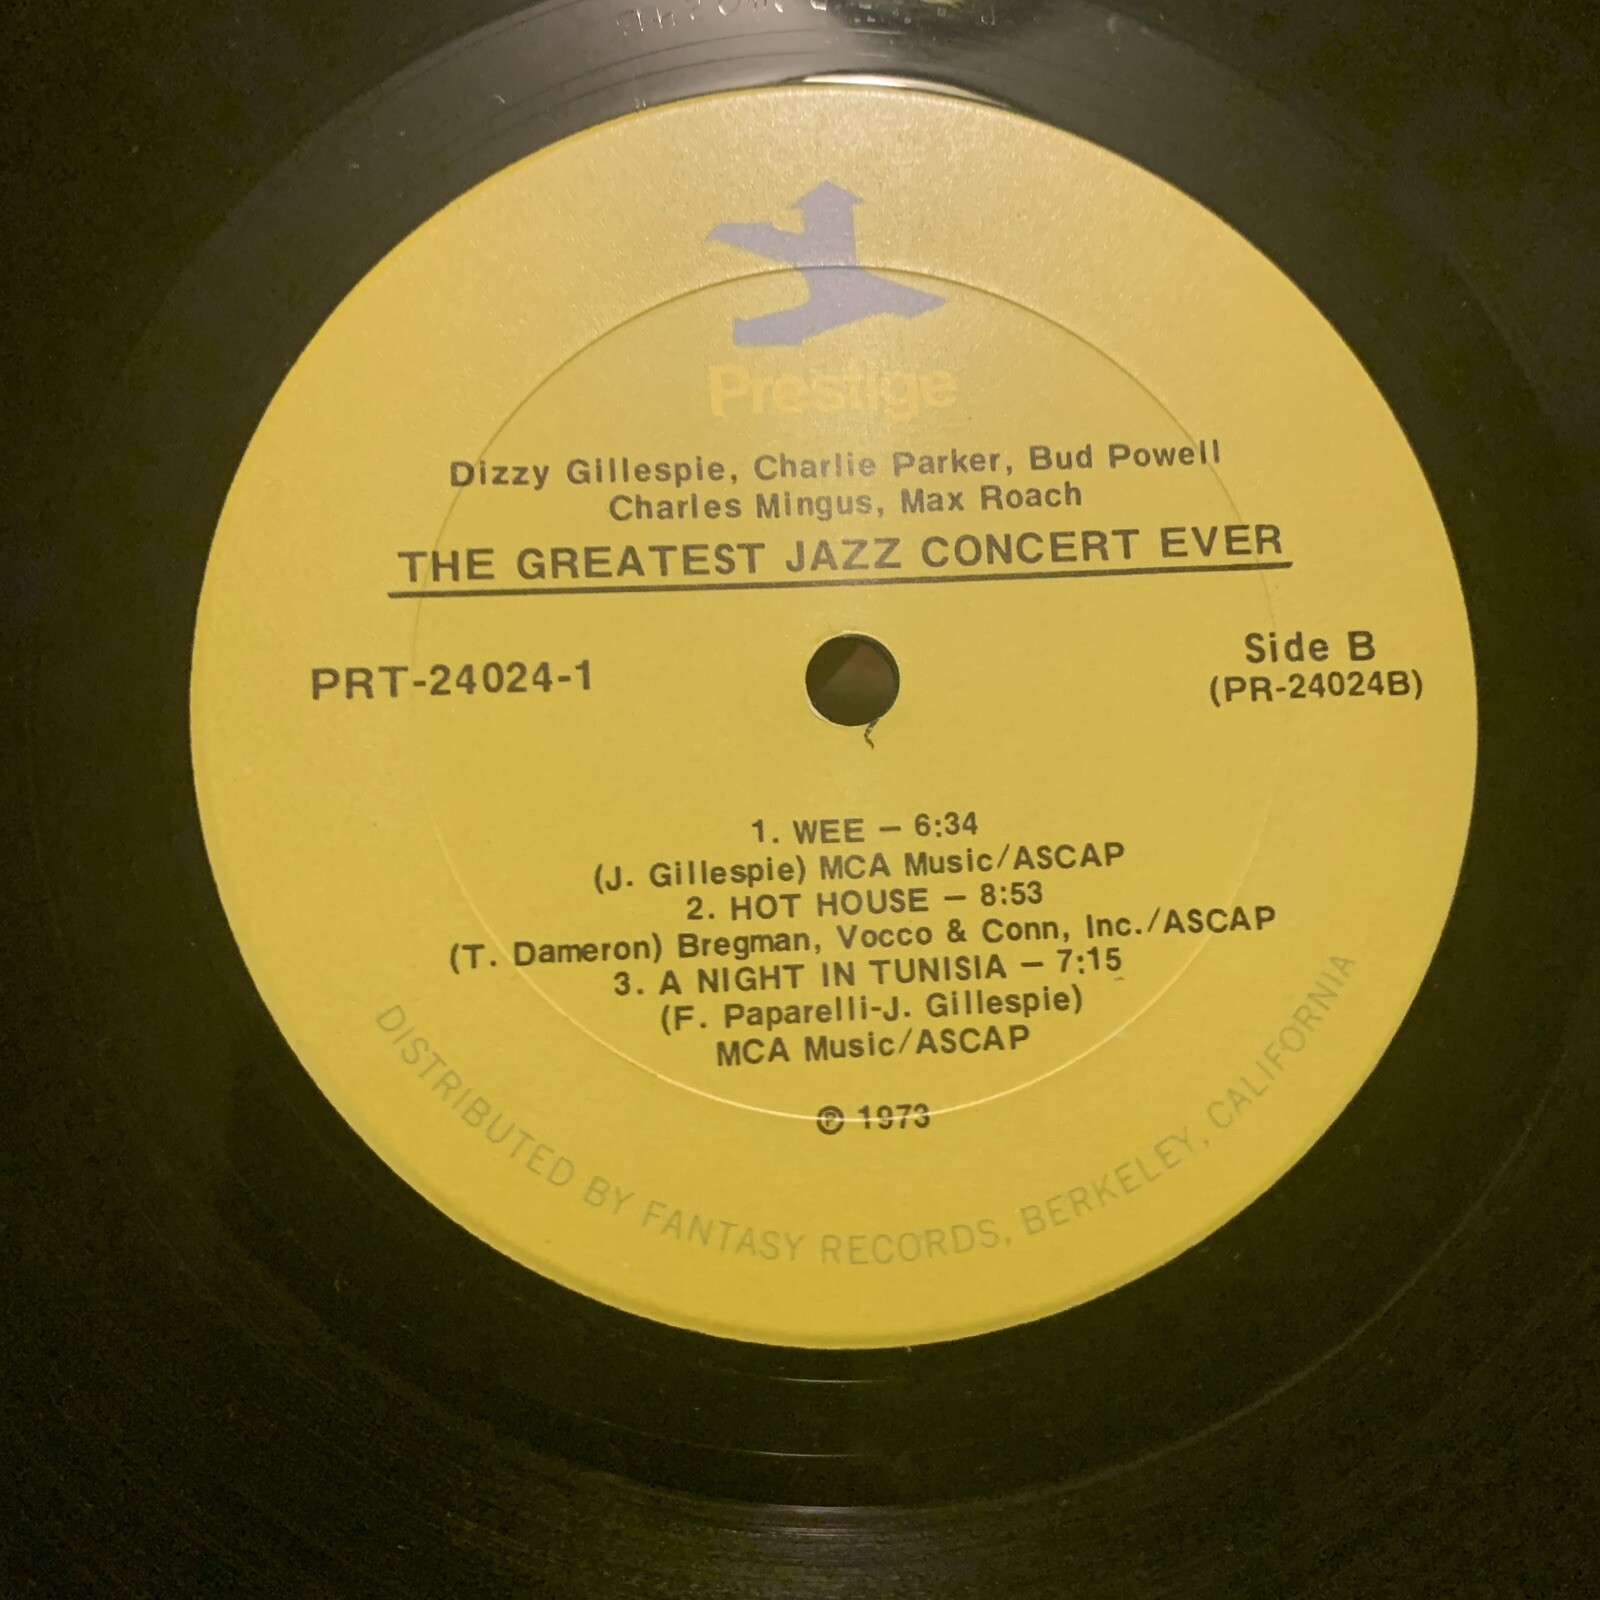 Prestige
Dizzy Gillespie, Charlie Parker, Bud Powell
Charles Mingus, Max Roach
THE GREATEST JAZZ CONCERT EVER
PRT-24024-1
Side B
(PR-24024B)
1. WEE — 6:34
(J. Gillespie) MCA Music/ASCAP
2. HOT HOUSE — 8:53
(T. Dameron) Bregman, Vocco & Conn, Inc./ASCAP
3. A NIGHT IN TUNISIA — 7:15
(F. Paparelli-J. Gillespie)
MCA Music/ASCAP
℗ 1973
DISTRIBUTED BY FANTASY RECORDS, BERKELEY, CALIFORNIA